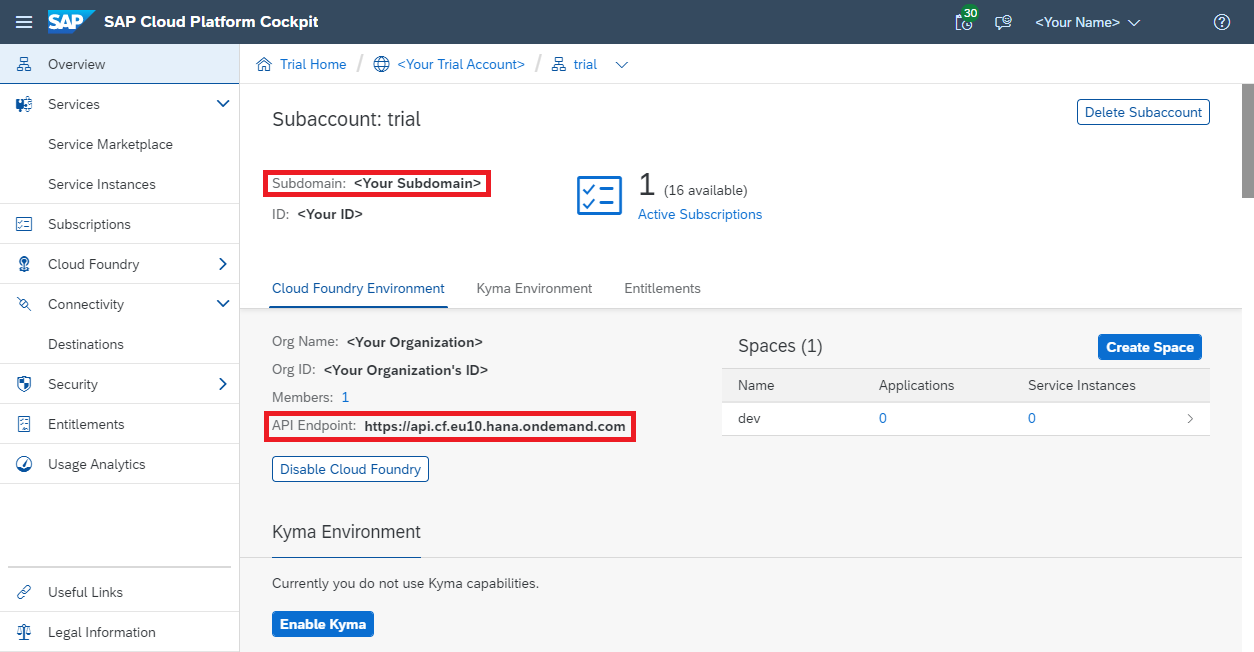 SAP SAP Cloud Platform Cockpit 30 <Your Name>
Overview
Services
Service Marketplace
Service Instances
Subscriptions
Cloud Foundry
Connectivity
Destinations
Security
Entitlements
Usage Analytics
Useful Links
Legal Information
Trial Home / <Your Trial Account> / trial
Subaccount: trial
Delete Subaccount
Subdomain: <Your Subdomain>
ID: <Your ID>
1 (16 available)
Active Subscriptions
Cloud Foundry Environment Kyma Environment Entitlements
Org Name: <Your Organization>
Org ID: <Your Organization's ID>
Members: 1
API Endpoint: https://api.cf.eu10.hana.ondemand.com
Disable Cloud Foundry
Spaces (1)
Create Space
Name Applications Service Instances
dev 0 0
Kyma Environment
Currently you do not use Kyma capabilities.
Enable Kyma